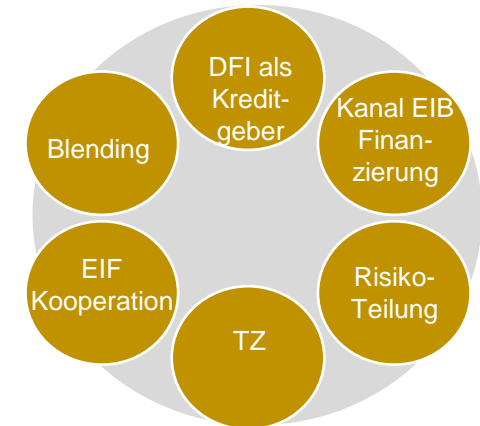 DFI als
Kredit-
geber
Kanal EIB
Finan-
zierung
Risiko-
Teilung
TZ
EIF
Kooperation
Blending